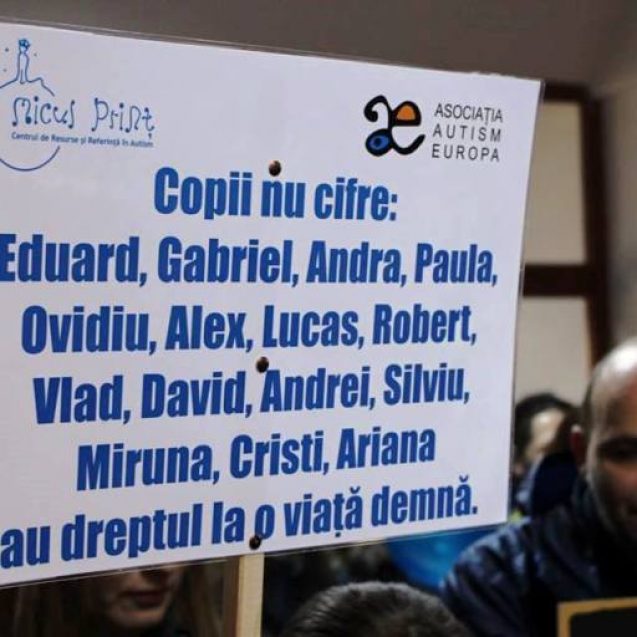 Micul Prinț
Centrul de Resurse și Referință în Autism
ASOCIAȚIA
AUTISM
EUROPA
Copii nu cifre:
Eduard, Gabriel, Andra, Paula,
Ovidiu, Alex, Lucas, Robert,
Vlad, David, Andrei, Silviu,
Miruna, Cristi, Ariana
au dreptul la o viață demnă.